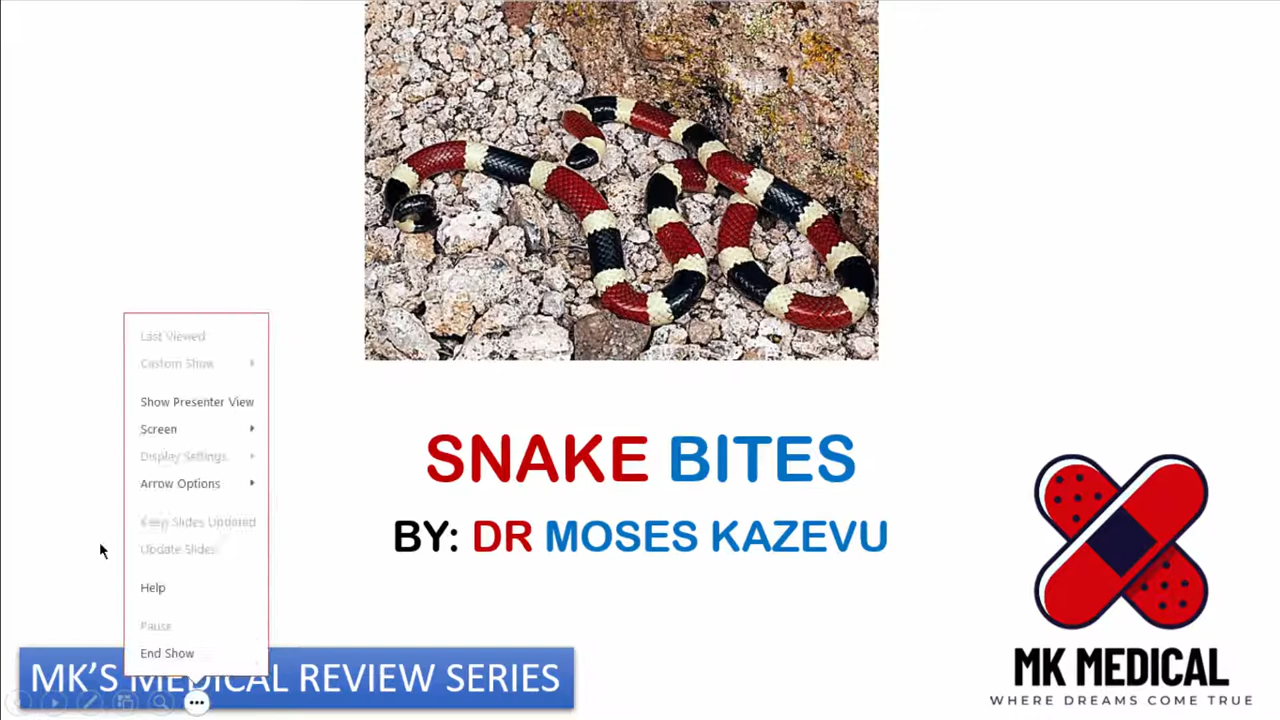 Last Viewed
Custom Show
Show Presenter View
Screen
Display Settings
Arrow Options
Keep Slides Updated
Update Slides
Help
Pause
End Show
SNAKE BITES
BY: DR MOSES KAZEVU
MK'S MEDICAL REVIEW SERIES
MK MEDICAL
WHERE DREAMS COME TRUE